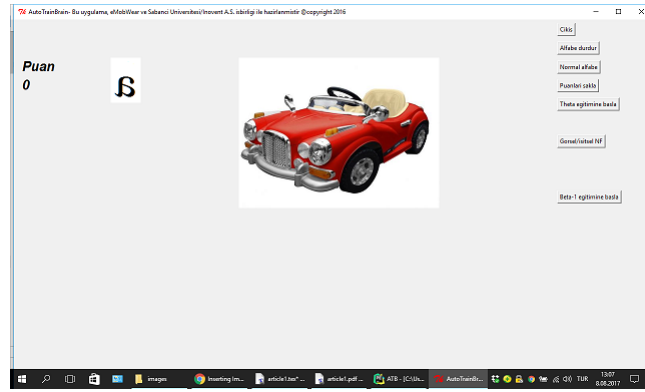 AutoTrainBrain- Bu uygulama, eMobWear ve Sabanci Universitesi/Inovent A.S. isbirligi ile hazirlanmistir @copyright 2016
Cikis
Alfabe durdur
Puan
0
a
Normal alfabe
Puanlari sakla
Theta egitimine basla
Gorsel/isitsel NF
Beta-1 egitimine basla
images
Inserting Im...
article1.tex* ...
article1.pdf ...
ATB - [C:\Us...
AutoTrainBr...
TUR
13:07
8.08.2017